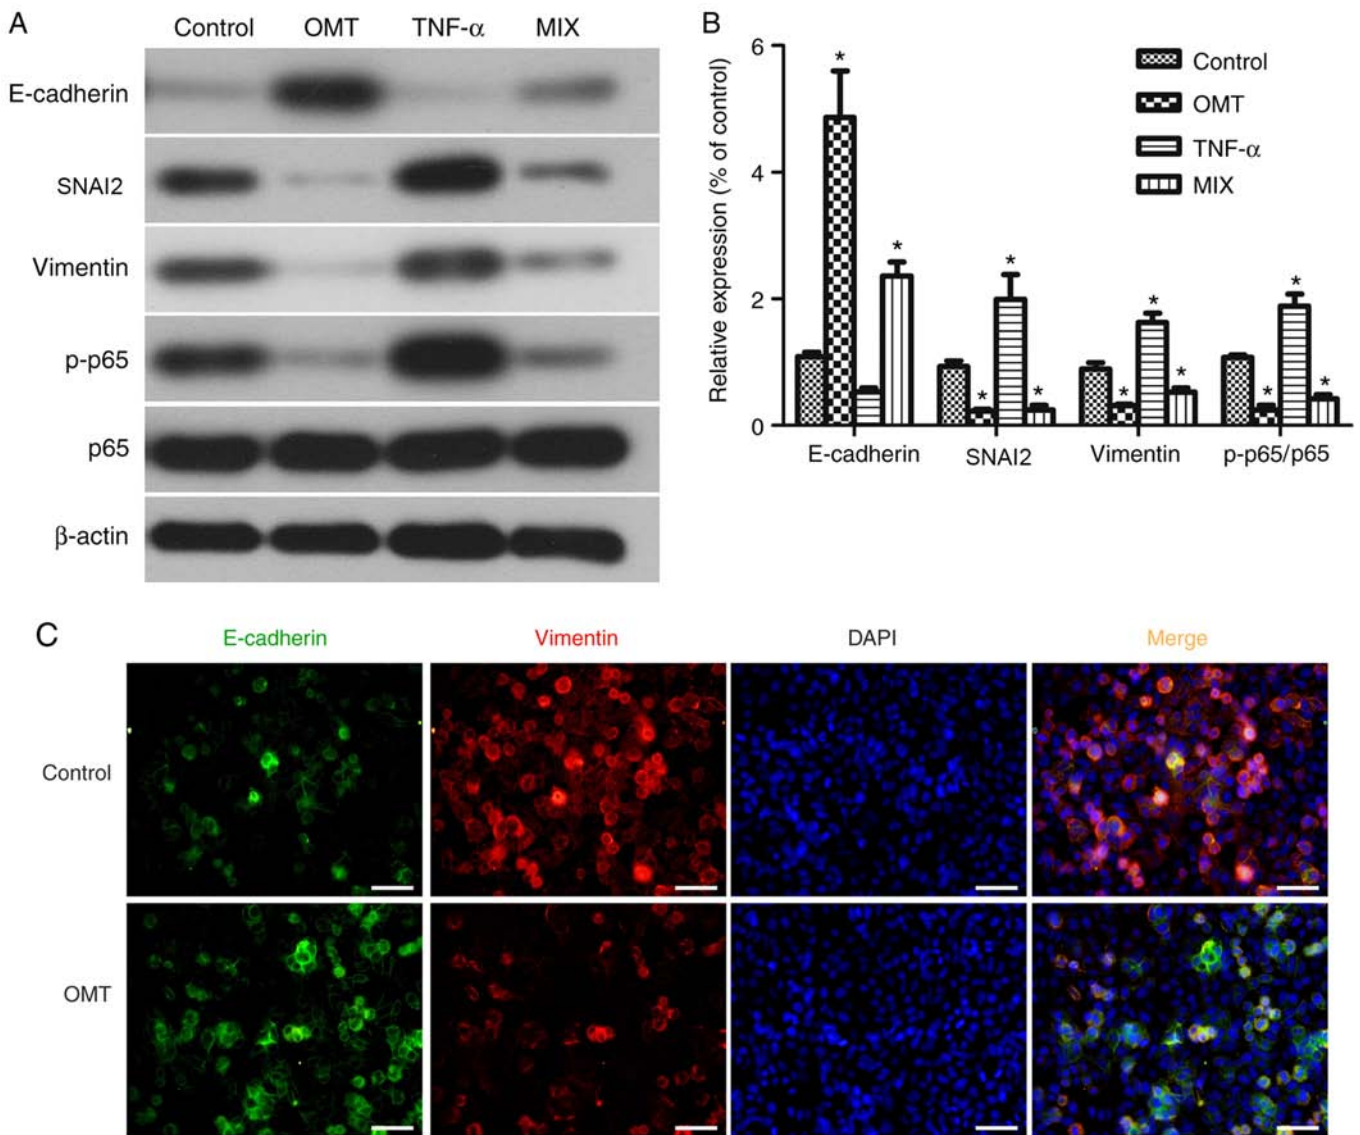 A
Control OMT TNF-α MIX
E-cadherin
SNAI2
Vimentin
p-p65
p65
β-actin
B
Relative expression (% of control)
6
4
2
0
*
*
*
*
*
*
*
*
*
*
*
Control
OMT
TNF-α
MIX
E-cadherin SNAI2 Vimentin p-p65/p65
C
E-cadherin Vimentin DAPI Merge
Control
OMT